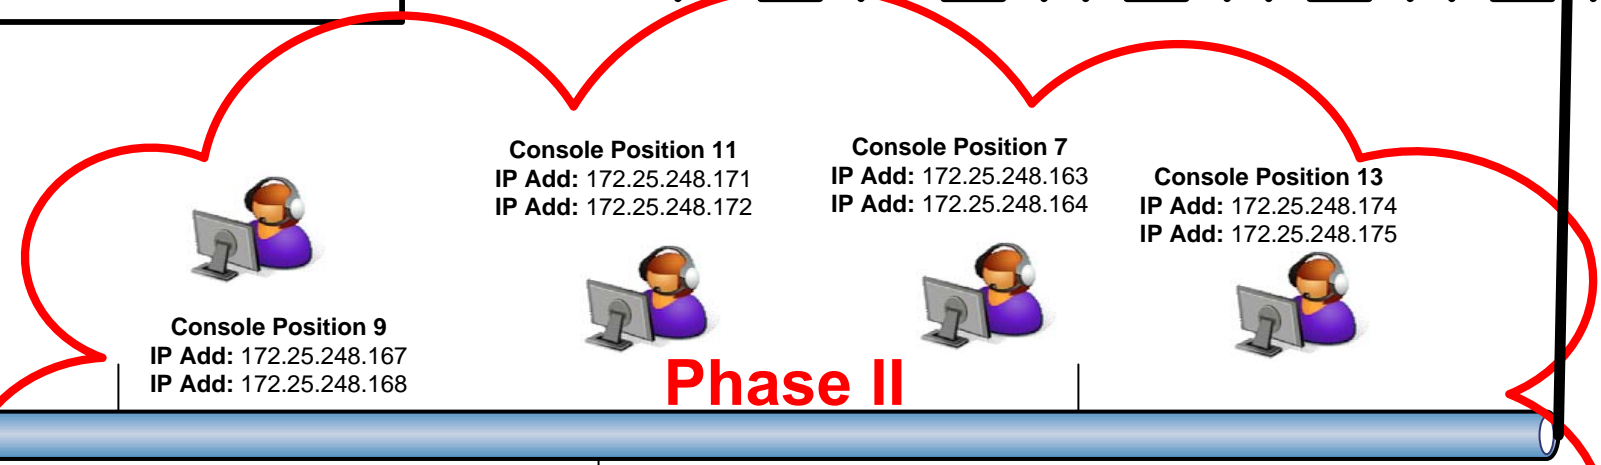 Console Position 11
IP Add: 172.25.248.171
IP Add: 172.25.248.172
Console Position 7
IP Add: 172.25.248.163
IP Add: 172.25.248.164
Console Position 13
IP Add: 172.25.248.174
IP Add: 172.25.248.175
Console Position 9
IP Add: 172.25.248.167
IP Add: 172.25.248.168
Phase II